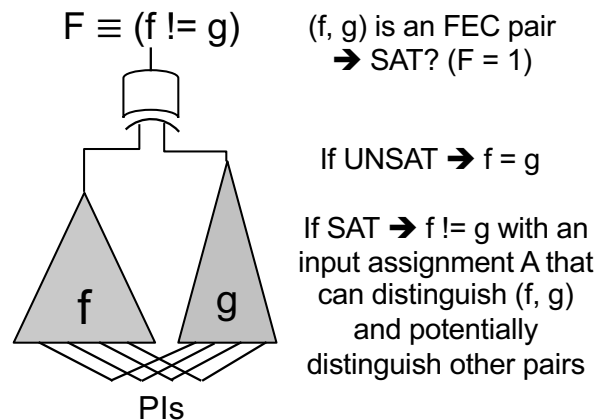 F ≡ (f != g)
(f, g) is an FEC pair
➔ SAT? (F = 1)
If UNSAT ➔ f = g
If SAT ➔ f != g with an
input assignment A that
can distinguish (f, g)
and potentially
distinguish other pairs
f
g
PIs